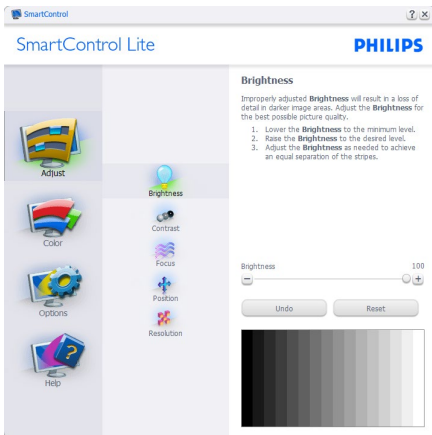 SmartControl
SmartControl Lite
PHILIPS
Adjust
Color
Options
Help
Brightness
Contrast
Focus
Position
Resolution
Brightness
Improperly adjusted Brightness will result in a loss of
detail in darker image areas. Adjust the Brightness for
the best possible picture quality.
1. Lower the Brightness to the minimum level.
2. Raise the Brightness to the desired level.
3. Adjust the Brightness as needed to achieve
an equal separation of the stripes.
Brightness 100
Undo Reset